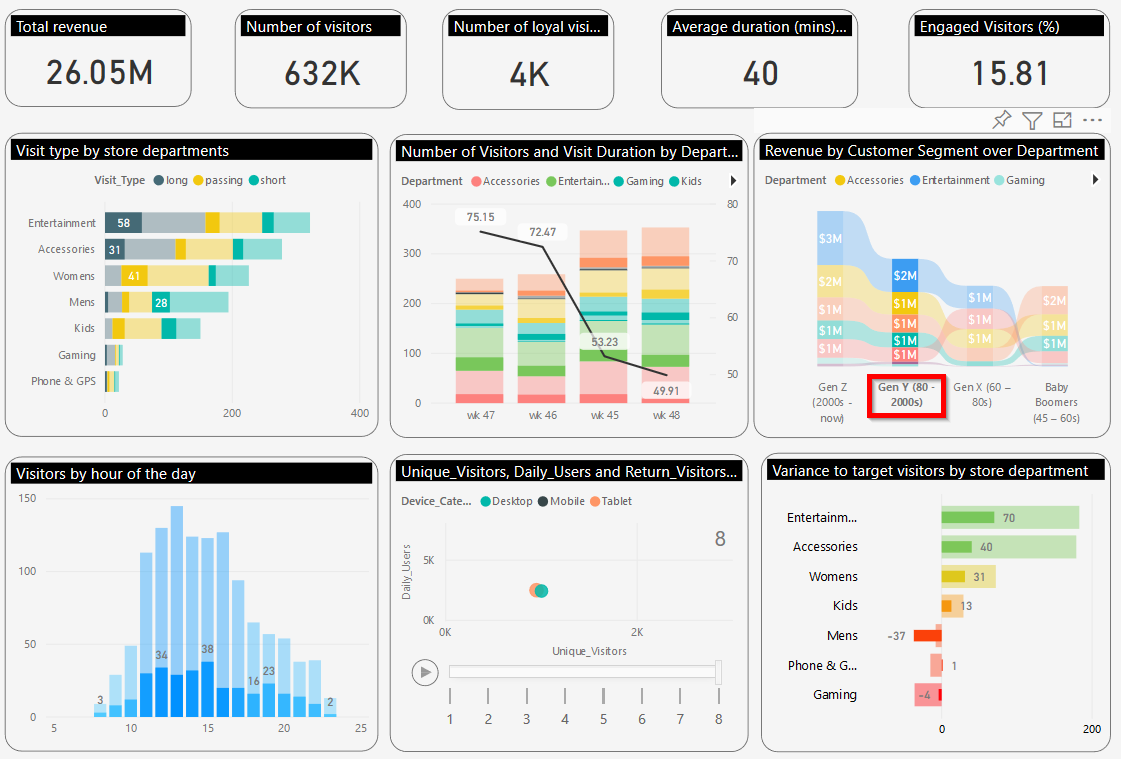 Total revenue
26.05M
Number of visitors
632K
Number of loyal visi...
4K
Average duration (mins)...
40
Engaged Visitors (%)
15.81
Visit type by store departments
Visit_Type long passing short
Entertainment 58
Accessories 31
Womens 41
Mens 28
Kids
Gaming
Phone & GPS
0 200 400
Number of Visitors and Visit Duration by Depart...
Department Accessories Entertain... Gaming Kids
400 80
75.15
72.47
300 70
200 60
53.23
100 50
49.91
0
wk 47 wk 46 wk 45 wk 48
Revenue by Customer Segment over Department
Department Accessories Entertainment Gaming
$3M
$2M
$1M
$1M
$1M
$2M
$1M
$1M
$1M
$1M
$1M
$1M
$1M
$2M
$1M
$1M
Gen Z
(2000s -
now)
Gen Y (80 -
2000s)
Gen X (60 –
80s)
Baby
Boomers
(45 – 60s)
Visitors by hour of the day
150
100
50
0
3
34
38
16
23
2
5 10 15 20 25
Unique_Visitors, Daily_Users and Return_Visitors...
Device_Cate... Desktop Mobile Tablet
8
Daily_Users
5K
0K
0K 2K
Unique_Visitors
1 2 3 4 5 6 7 8
Variance to target visitors by store department
Entertainm... 70
Accessories 40
Womens 31
Kids 13
Mens -37
Phone & G... 1
Gaming -4
0 200